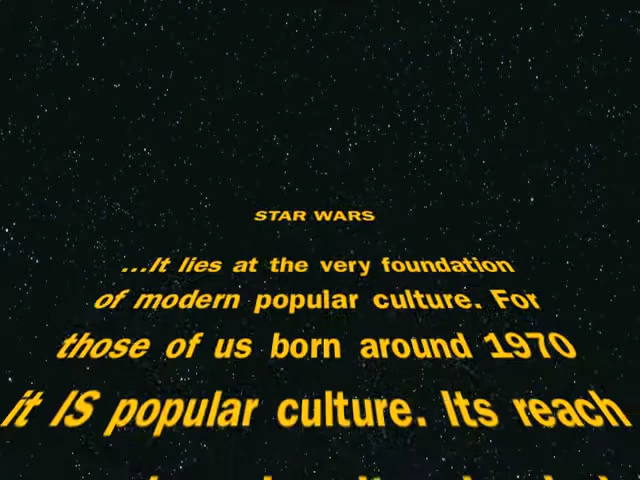 STAR WARS
...It lies at the very foundation
of modern popular culture. For
those of us born around 1970
it IS popular culture. Its reach